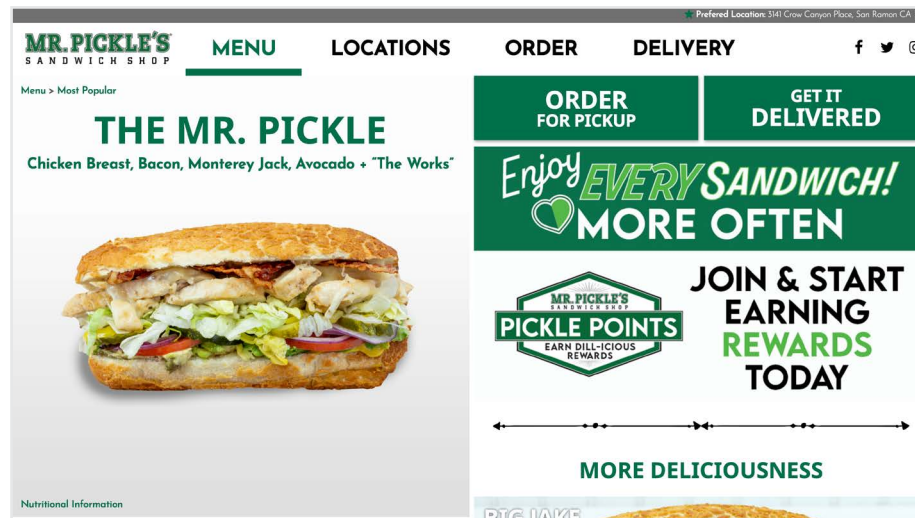 Prefered Location: 3141 Crow Canyon Place, San Ramon CA
MR. PICKLE'S
SANDWICH SHOP
MENU
LOCATIONS
ORDER
DELIVERY
Menu > Most Popular
THE MR. PICKLE
Chicken Breast, Bacon, Monterey Jack, Avocado + "The Works"
Nutritional Information
ORDER
FOR PICKUP
GET IT
DELIVERED
Enjoy EVERY SANDWICH!
MORE OFTEN
MR. PICKLE'S
SANDWICH SHOP
PICKLE POINTS
EARN DILL-ICIOUS
REWARDS
JOIN & START
EARNING
REWARDS
TODAY
MORE DELICIOUSNESS
BIG JAKE